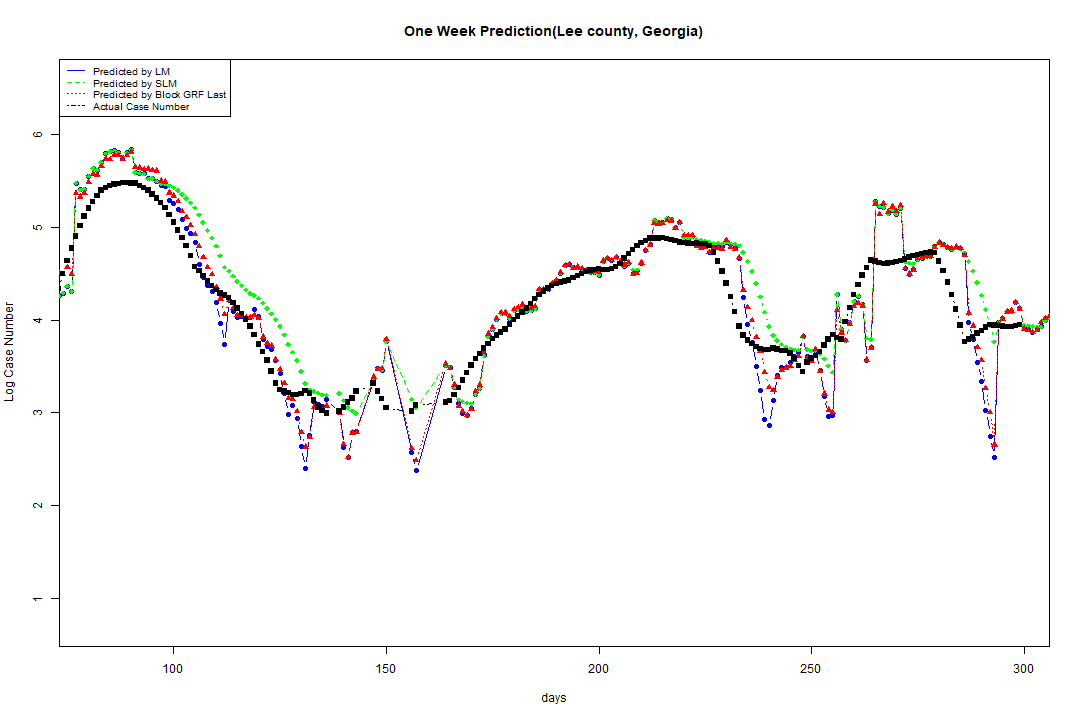 One Week Prediction(Lee county, Georgia)
Predicted by LM
Predicted by SLM
Predicted by Block GRF Last
Actual Case Number
Log Case Number
6
5
4
3
2
1
100 150 200 250 300
days